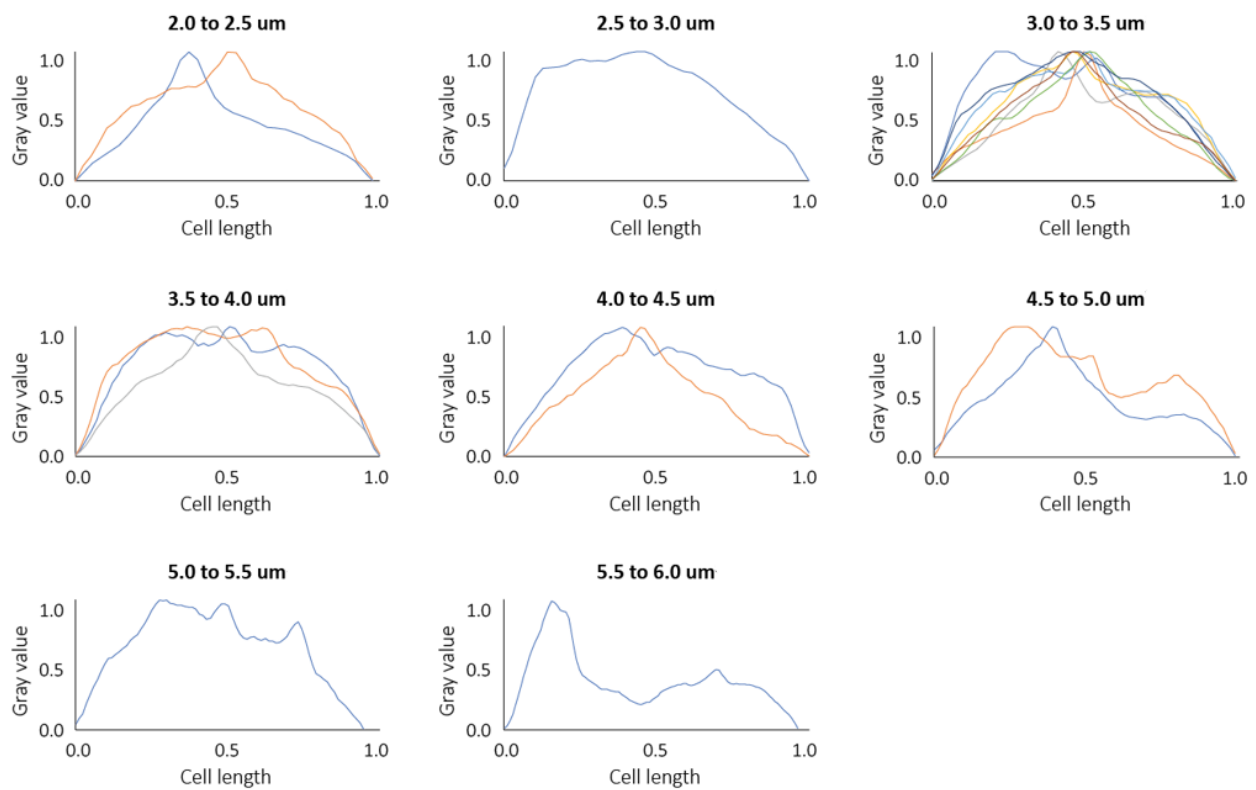 2.0 to 2.5 um
2.5 to 3.0 um
3.0 to 3.5 um
1.0
1.0
1.0
Gray value
Gray value
Gray value
0.5
0.5
0.5
0.0
0.0
0.0
0.0
0.5
1.0
0.0
0.5
1.0
0.0
0.5
1.0
Cell length
Cell length
Cell length
3.5 to 4.0 um
4.0 to 4.5 um
4.5 to 5.0 um
1.0
1.0
1.0
Gray value
Gray value
Gray value
0.5
0.5
0.5
0.0
0.0
0.0
0.0
0.5
1.0
0.0
0.5
1.0
0.0
0.5
1.0
Cell length
Cell length
Cell length
5.0 to 5.5 um
5.5 to 6.0 um
1.0
1.0
Gray value
Gray value
0.5
0.5
0.0
0.0
0.0
0.5
1.0
0.0
0.5
1.0
Cell length
Cell length